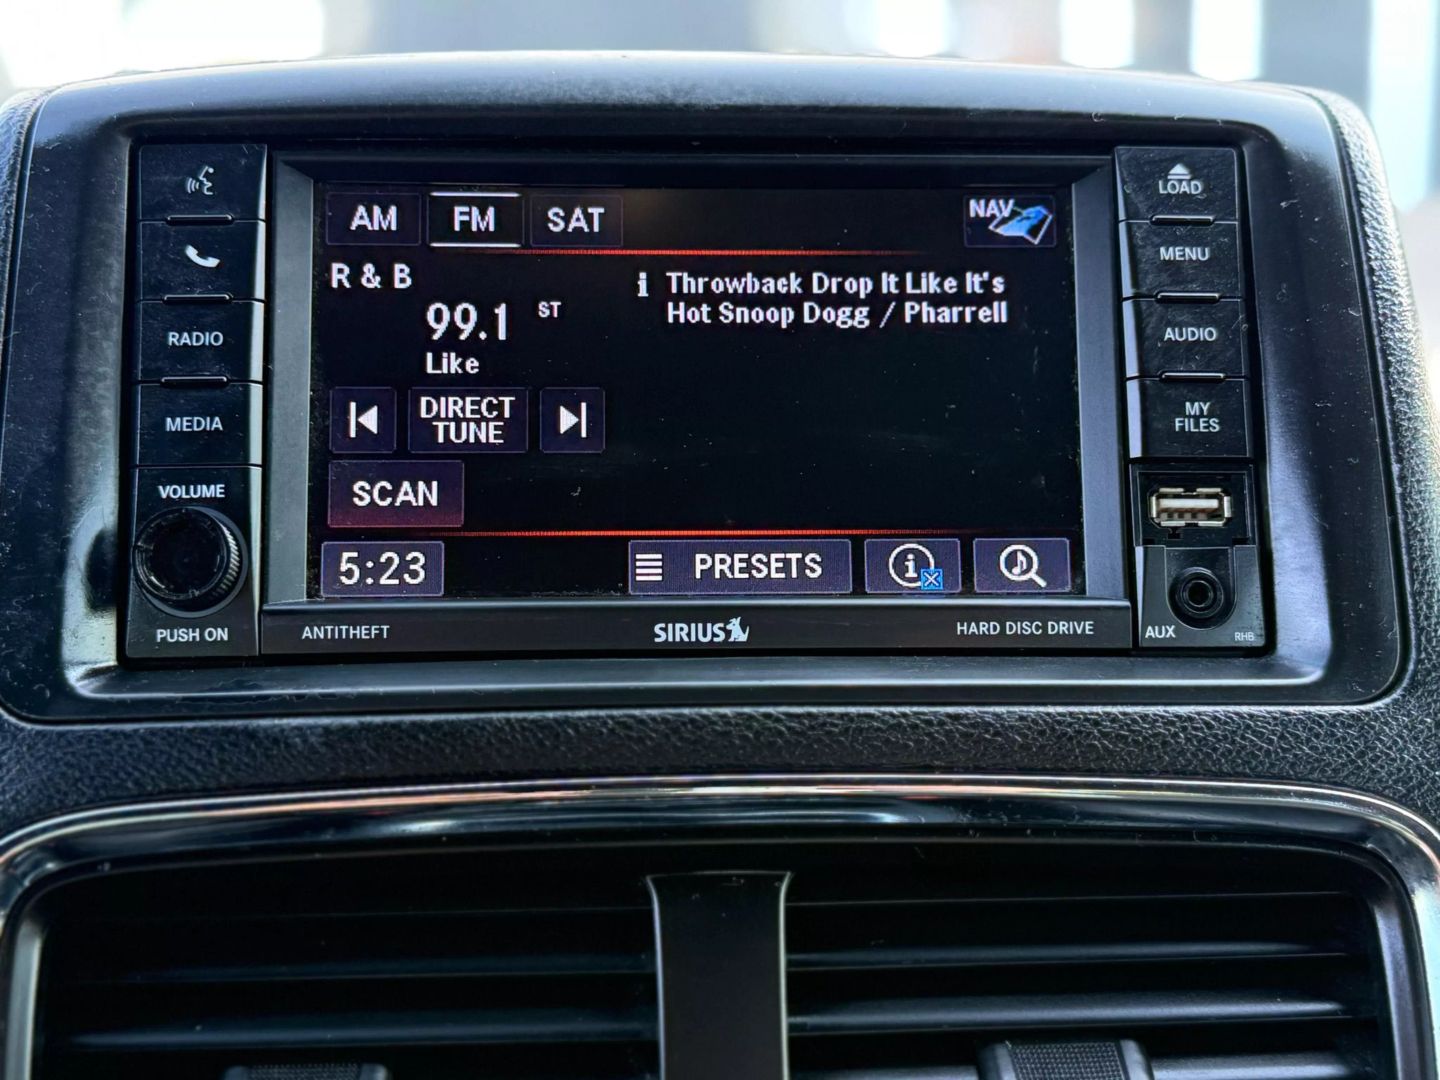 AM FM SAT
NAV
R & B
99.1 ST
Like
i Throwback Drop It Like It's
Hot Snoop Dogg / Pharrell
DIRECT
TUNE
SCAN
5:23
PRESETS
i
RADIO
MEDIA
VOLUME
PUSH ON
ANTITHEFT
SIRIUS
HARD DISC DRIVE
LOAD
MENU
AUDIO
MY
FILES
AUX
RHB